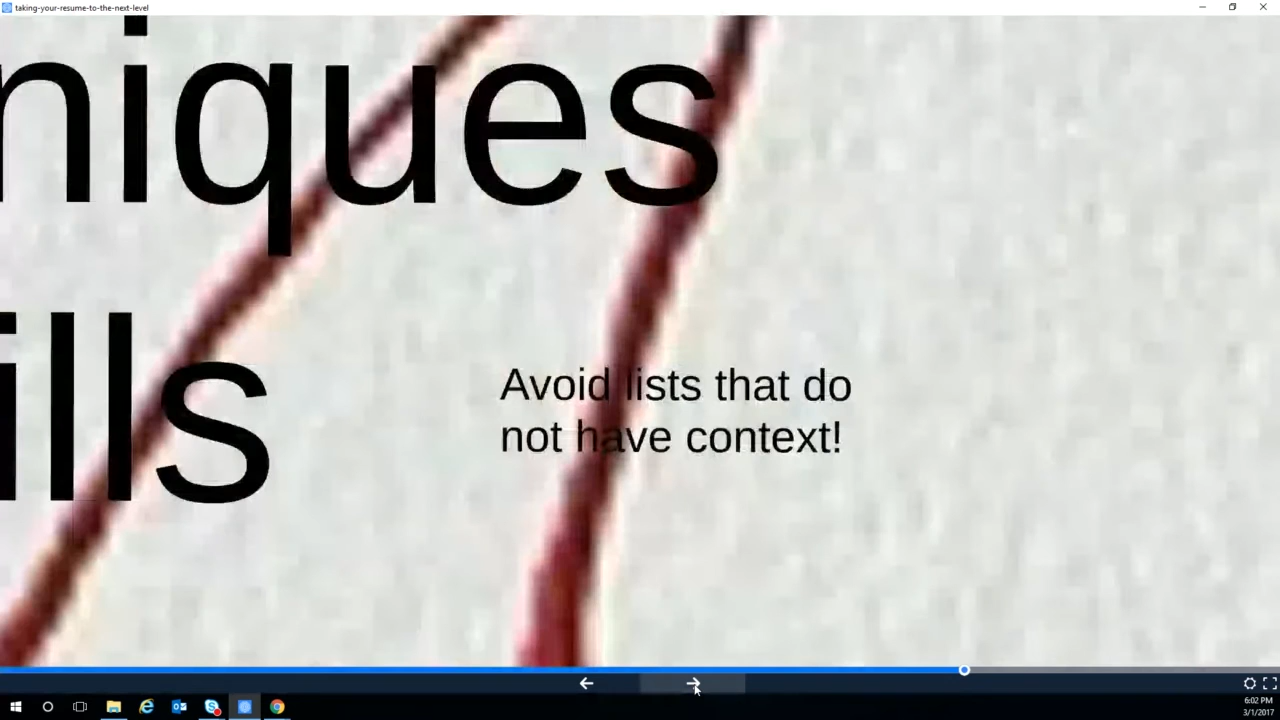 taking-your-resume-to-the-next-level
niques
ills
Avoid lists that do
not have context!
6:02 PM
3/1/2017